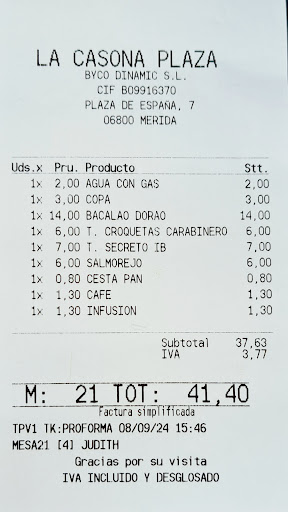 LA CASONA PLAZA
BYCO DINAMIC S.L.
CIF B09916370
PLAZA DE ESPAÑA, 7
06800 MERIDA
Uds.x Pru. Producto Stt.
1x 2,00 AGUA CON GAS 2,00
1x 3,00 COPA 3,00
1x 14,00 BACALAO DORAO 14,00
1x 6,00 T. CROQUETAS CARABINERO 6,00
1x 7,00 T. SECRETO IB 7,00
1x 6,00 SALMOREJO 6,00
1x 0,80 CESTA PAN 0,80
1x 1,30 CAFE 1,30
1x 1,30 INFUSION 1,30
Subtotal 37,63
IVA 3,77
M: 21 TOT: 41,40
Factura simplificada
TPV1 TK:PROFORMA 08/09/24 15:46
MESA21 [4] JUDITH
Gracias por su visita
IVA INCLUIDO Y DESGLOSADO